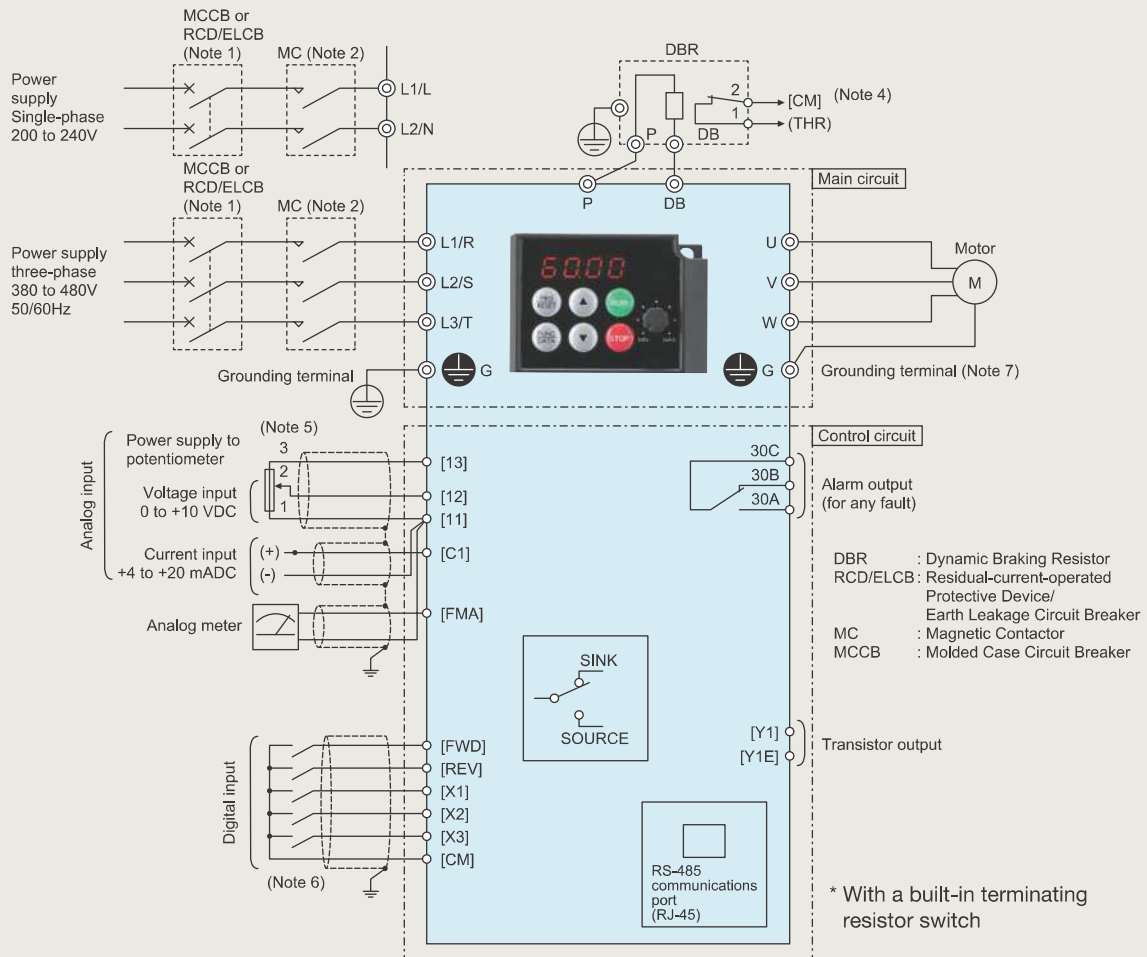 MCCB or
RCD/ELCB
(Note 1)
MC (Note 2)
Power
supply
Single-phase
200 to 240V
L1/L
L2/N
DBR
2
1
[CM]
(Note 4)
(THR)
P
DB
MCCB or
RCD/ELCB
(Note 1)
MC (Note 2)
Power supply
three-phase
380 to 480V
50/60Hz
Main circuit
P
DB
L1/R
L2/S
L3/T
60.00
RUN
STOP
MIN
MAX
U
V
W
Motor
M
Grounding terminal
G
G
Grounding terminal (Note 7)
Control circuit
Analog input
Power supply to
potentiometer
(Note 5)
3
2
1
Voltage input
0 to +10 VDC
Current input
+4 to +20 mADC
(+)
(-)
Analog meter
[13]
[12]
[11]
[C1]
[FMA]
30C
30B
30A
Alarm output
(for any fault)
DBR : Dynamic Braking Resistor
RCD/ELCB : Residual-current-operated
Protective Device/
Earth Leakage Circuit Breaker
MC : Magnetic Contactor
MCCB : Molded Case Circuit Breaker
SINK
SOURCE
Digital input
[FWD]
[REV]
[X1]
[X2]
[X3]
[CM]
(Note 6)
[Y1]
[Y1E]
Transistor output
RS-485
communications
port
(RJ-45)
* With a built-in terminating
resistor switch